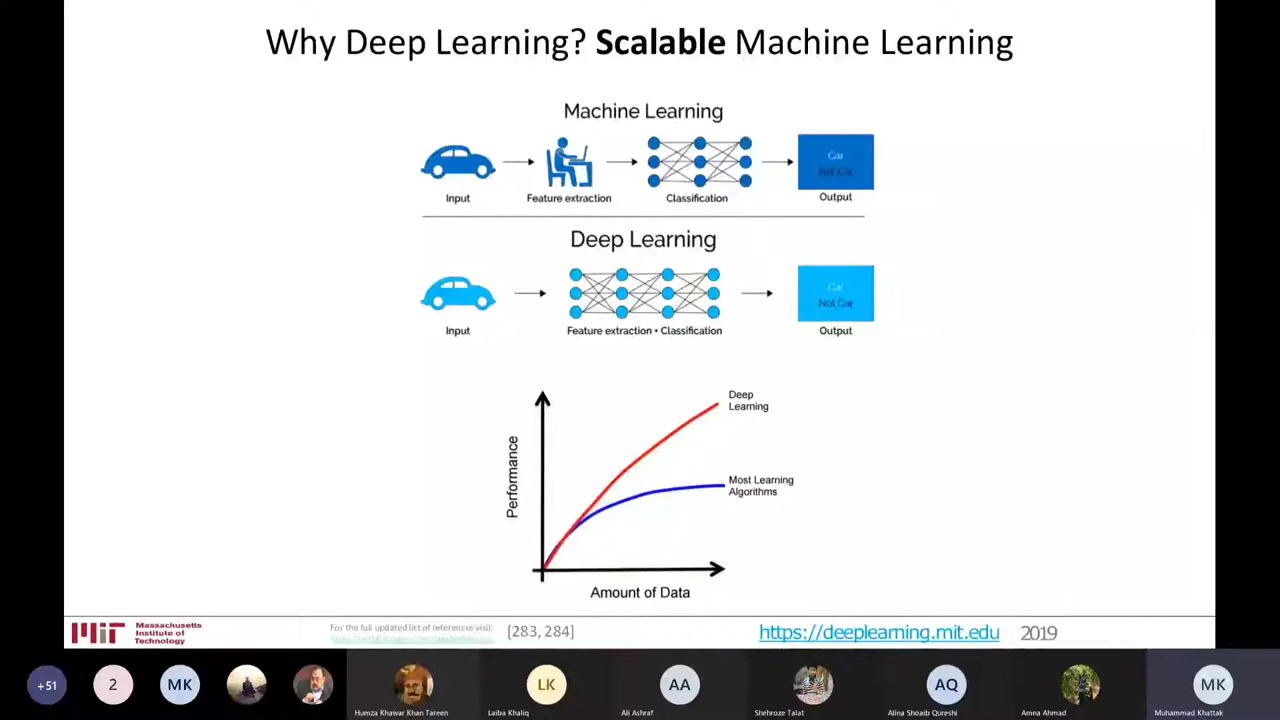 Why Deep Learning? Scalable Machine Learning
Machine Learning
Input
Feature extraction
Classification
Car
Not Car
Output
Deep Learning
Input
Feature extraction + Classification
Car
Not Car
Output
Performance
Deep
Learning
Most Learning
Algorithms
Amount of Data
Massachusetts
Institute of
Technology
For the full updated list of references visit:
[283, 284]
https://deeplearning.mit.edu 2019
+51
2
MK
LK
AA
AQ
MK
Humza Khawar Khan Tareen
Laiba Khaliq
Ali Ashraf
Shehroze Talat
Alina Shoaib Qureshi
Amna Ahmad
Muhammad Khattak